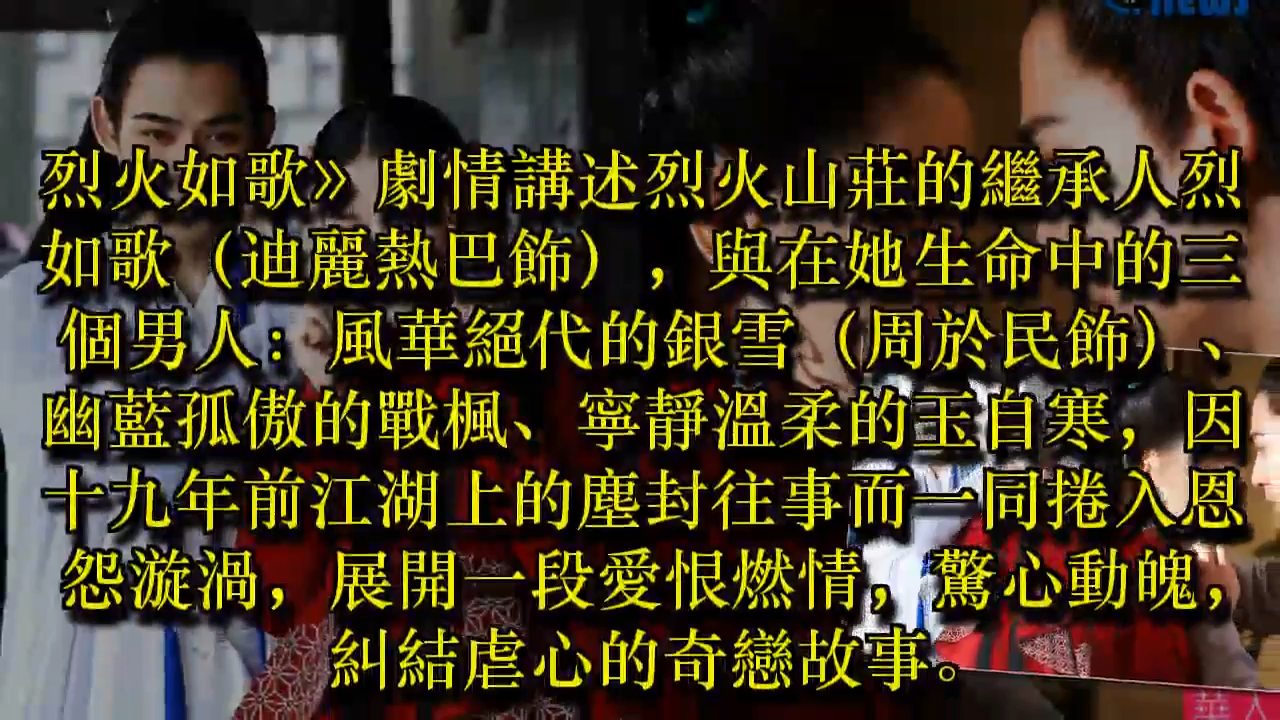 news
烈火如歌》劇情講述烈火山莊的繼承人烈
如歌（迪麗熱巴飾），與在她生命中的三
個男人：風華絕代的銀雪（周於民飾）、
幽藍孤傲的戰楓、寧靜溫柔的玉自寒，因
十九年前江湖上的塵封往事而一同捲入恩
怨漩渦，展開一段愛恨燃情，驚心動魄，
糾結虐心的奇戀故事。
華人